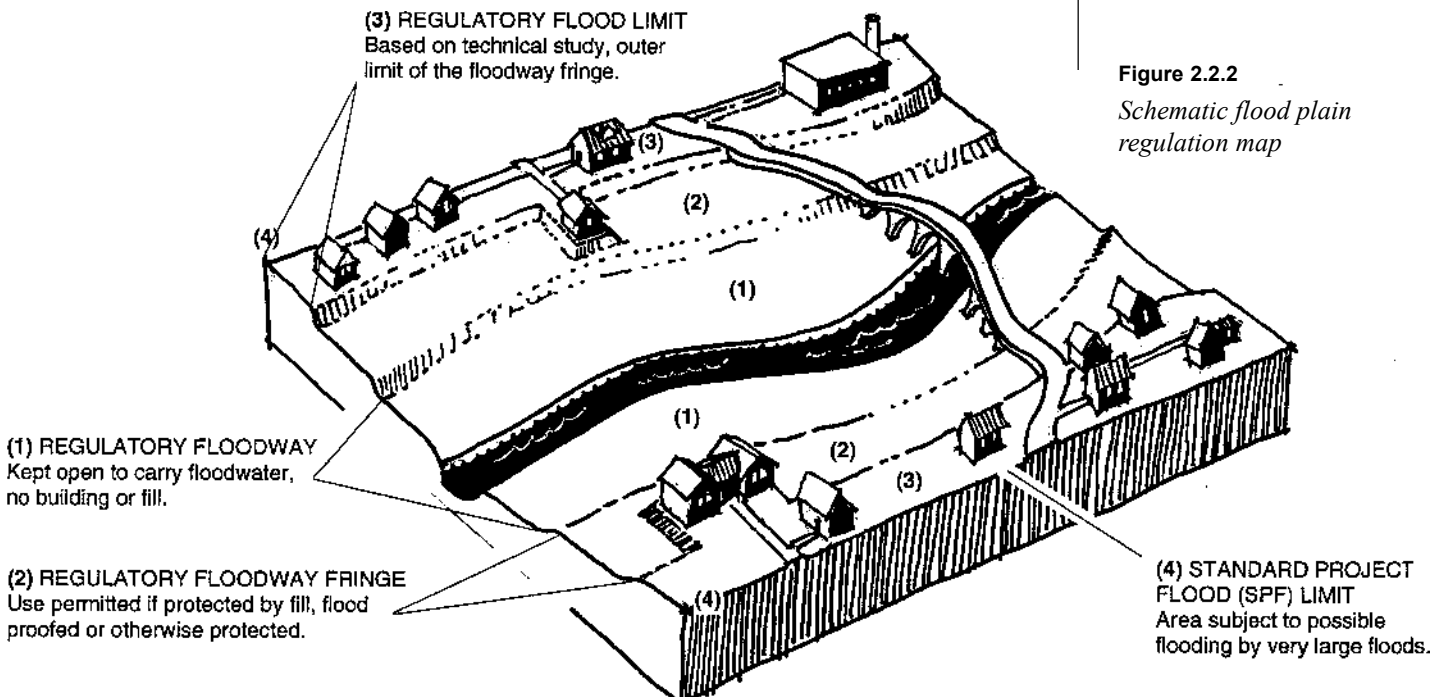 (3) REGULATORY FLOOD LIMIT
Based on technical study, outer
limit of the floodway fringe.
Figure 2.2.2
Schematic flood plain
regulation map
(3)
(2)
(4)
(1)
(1)
(2)
(3)
(1) REGULATORY FLOODWAY
Kept open to carry floodwater,
no building or fill.
(2) REGULATORY FLOODWAY FRINGE
Use permitted if protected by fill, flood
proofed or otherwise protected.
(4)
(4) STANDARD PROJECT
FLOOD (SPF) LIMIT
Area subject to possible
flooding by very large floods.